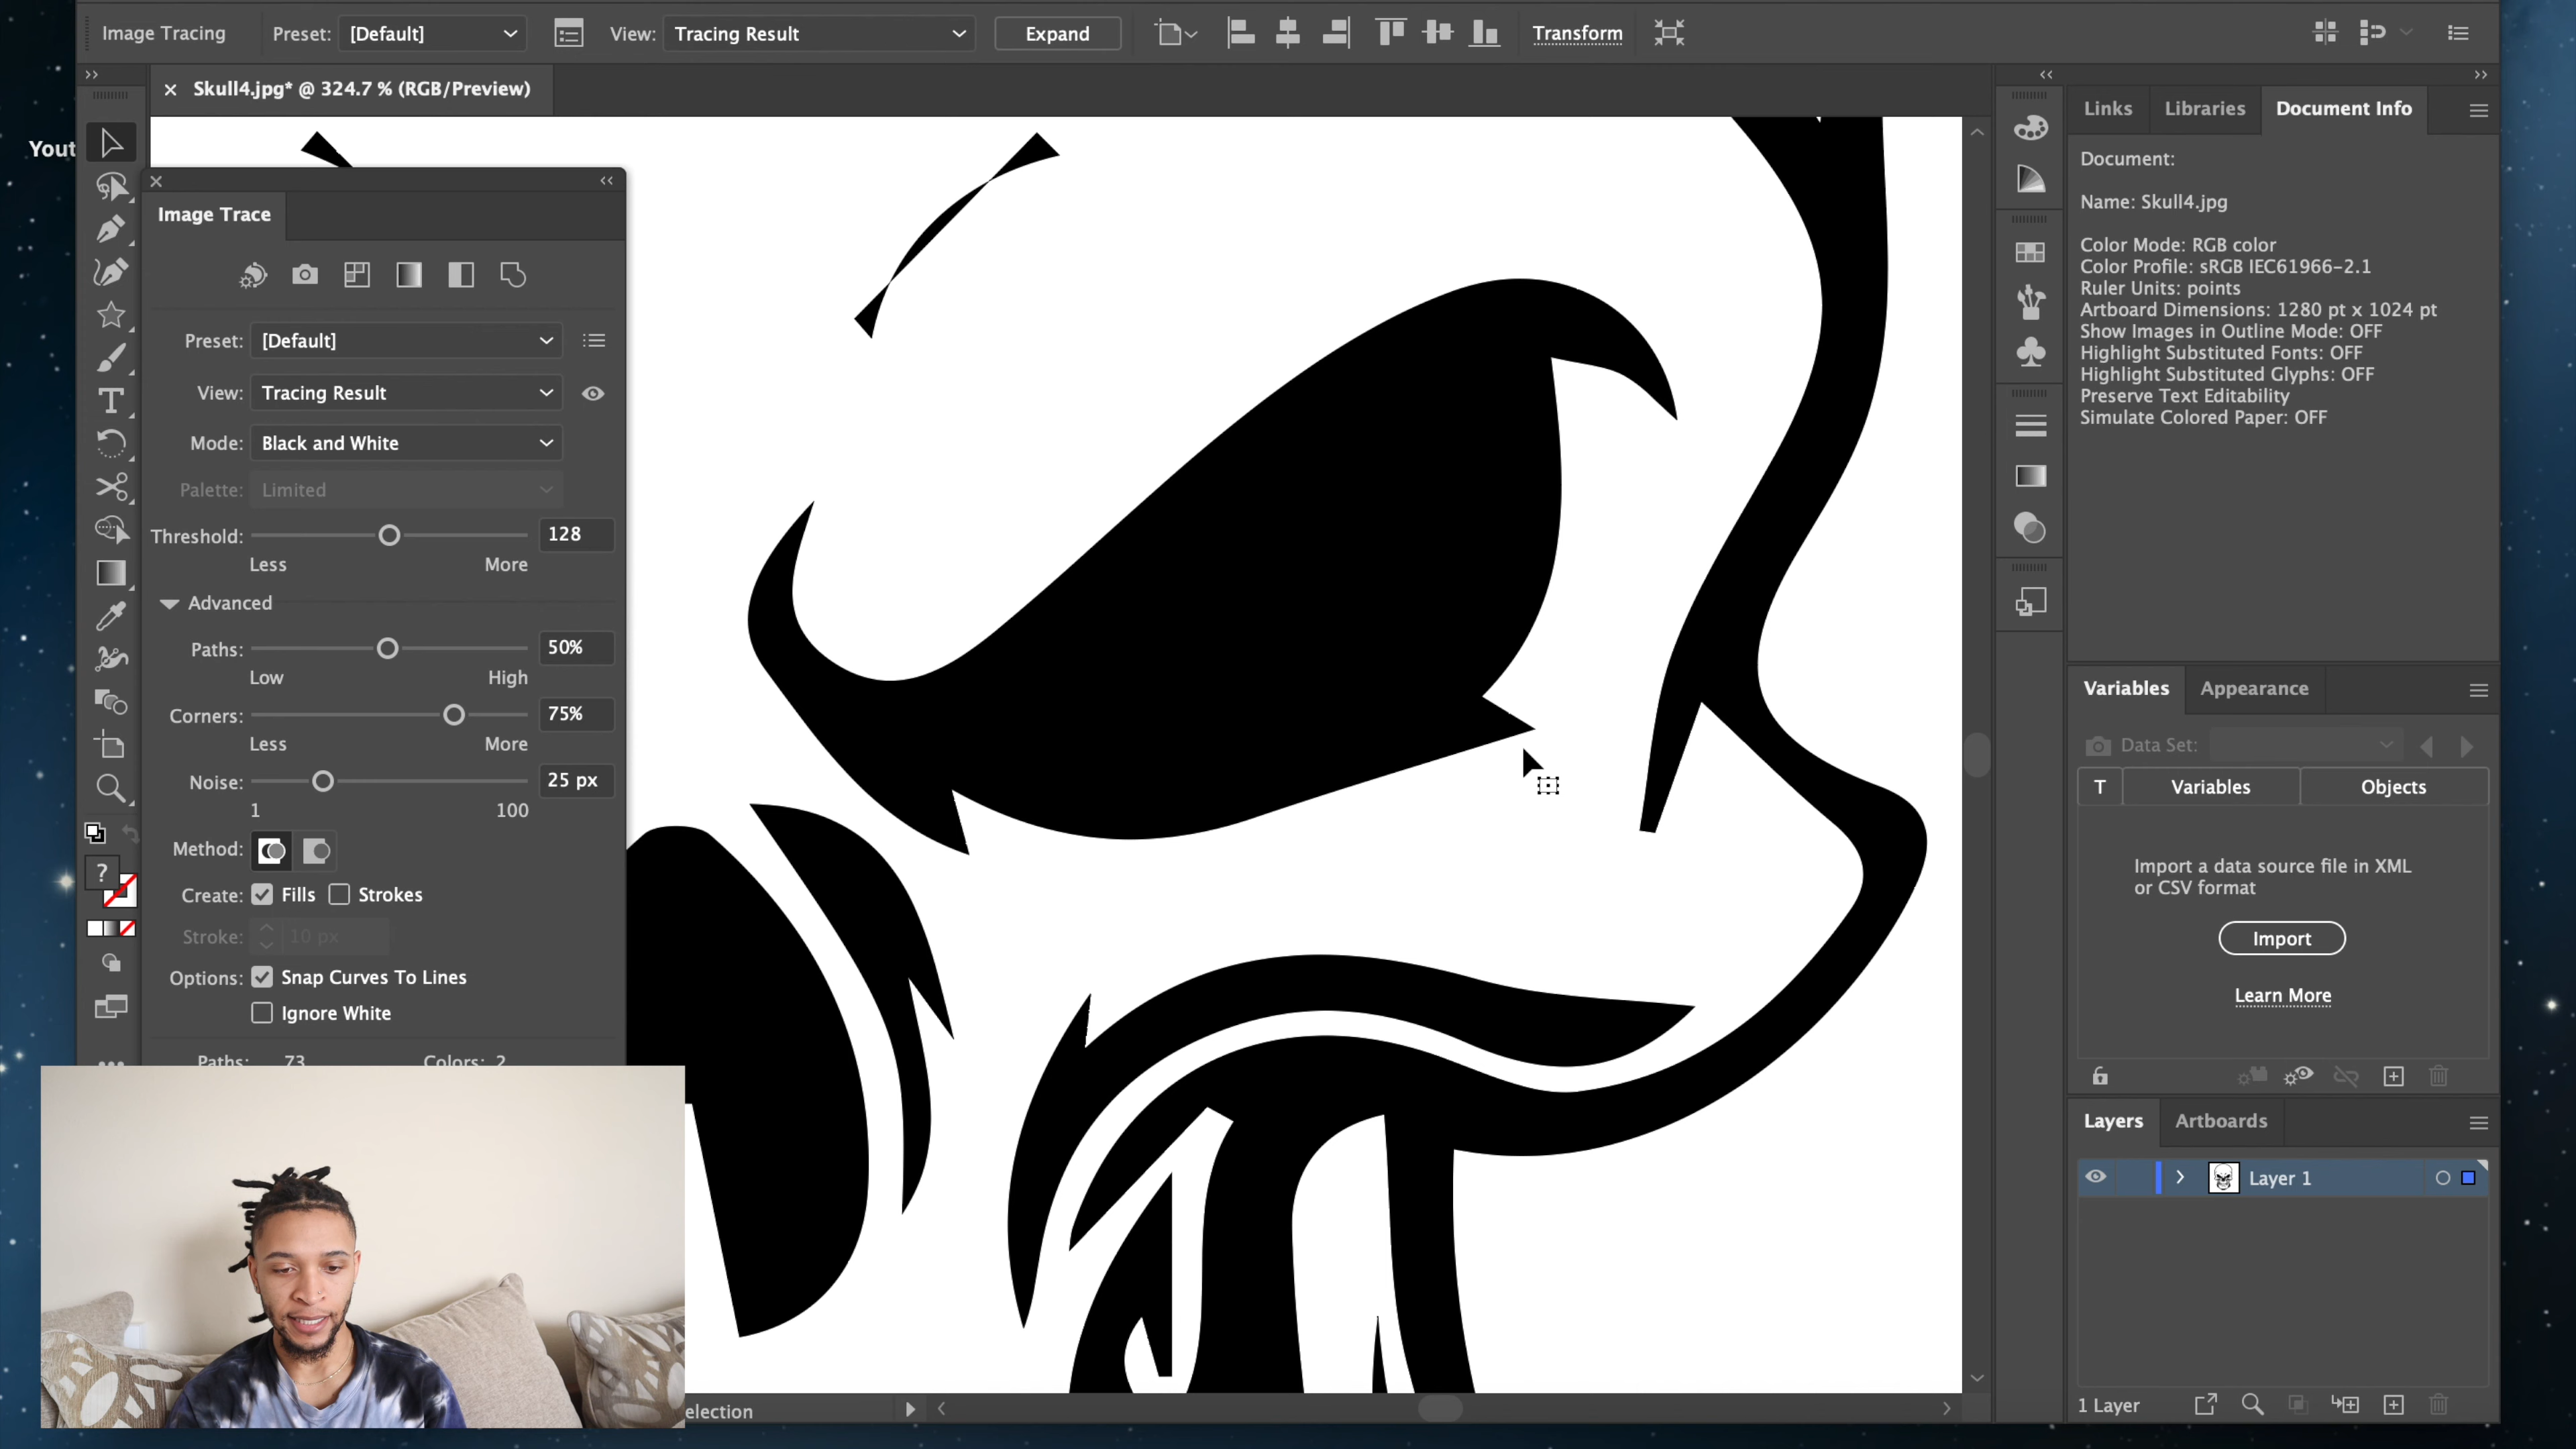 Image Tracing Preset: [Default] View: Tracing Result Expand Transform
Skull4.jpg* @ 324.7 % (RGB/Preview)
Yout
Image Trace
Preset: [Default]
View: Tracing Result
Mode: Black and White
Palette: Limited
Threshold: 128
Less More
Advanced
Paths: 50%
Low High
Corners: 75%
Less More
Noise: 25 px
1 100
Method:
Create: Fills Strokes
Stroke: 10 px
Options: Snap Curves To Lines
Ignore White
Paths: 73 Colors: 2
?
election
Links Libraries Document Info
Document:
Name: Skull4.jpg
Color Mode: RGB color
Color Profile: sRGB IEC61966-2.1
Ruler Units: points
Artboard Dimensions: 1280 pt x 1024 pt
Show Images in Outline Mode: OFF
Highlight Substituted Fonts: OFF
Highlight Substituted Glyphs: OFF
Preserve Text Editability
Simulate Colored Paper: OFF
Variables Appearance
Data Set:
T Variables Objects
Import a data source file in XML
or CSV format
Import
Learn More
Layers Artboards
Layer 1
1 Layer